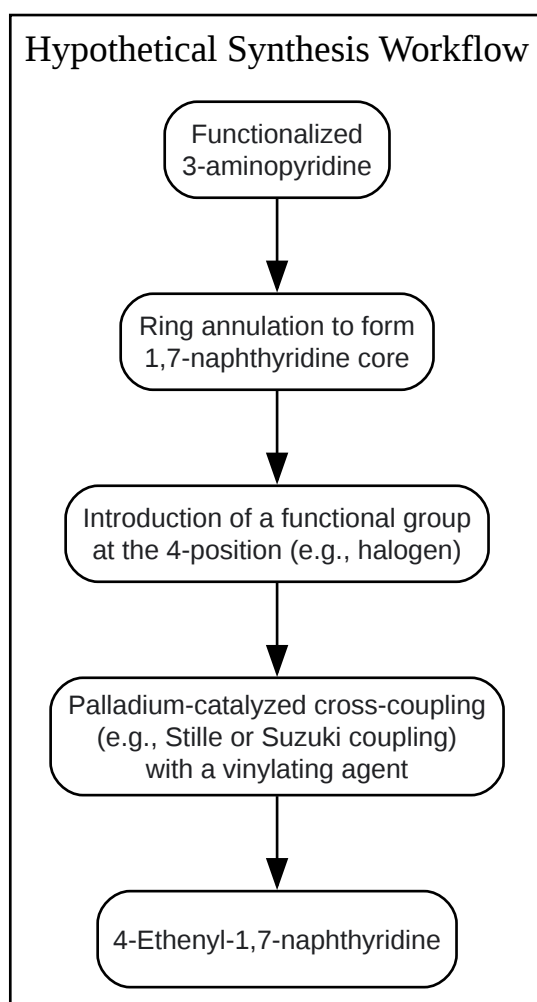 Hypothetical Synthesis Workflow
Functionalized
3-aminopyridine
Ring annulation to form
1,7-naphthyridine core
Introduction of a functional group
at the 4-position (e.g., halogen)
Palladium-catalyzed cross-coupling
(e.g., Stille or Suzuki coupling)
with a vinylating agent
4-Ethenyl-1,7-naphthyridine